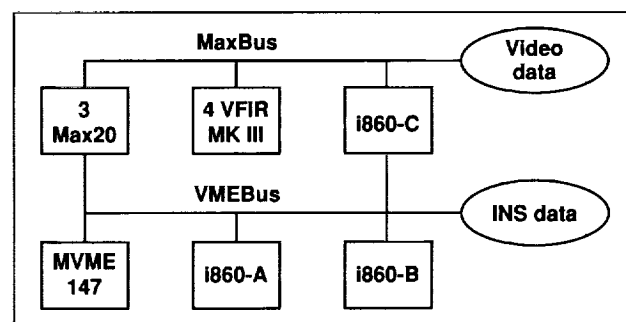 MaxBus
Video
data
3
Max20
4 VFIR
MK III
i860-C
VMEBus
INS data
MVME
147
i860-A
i860-B